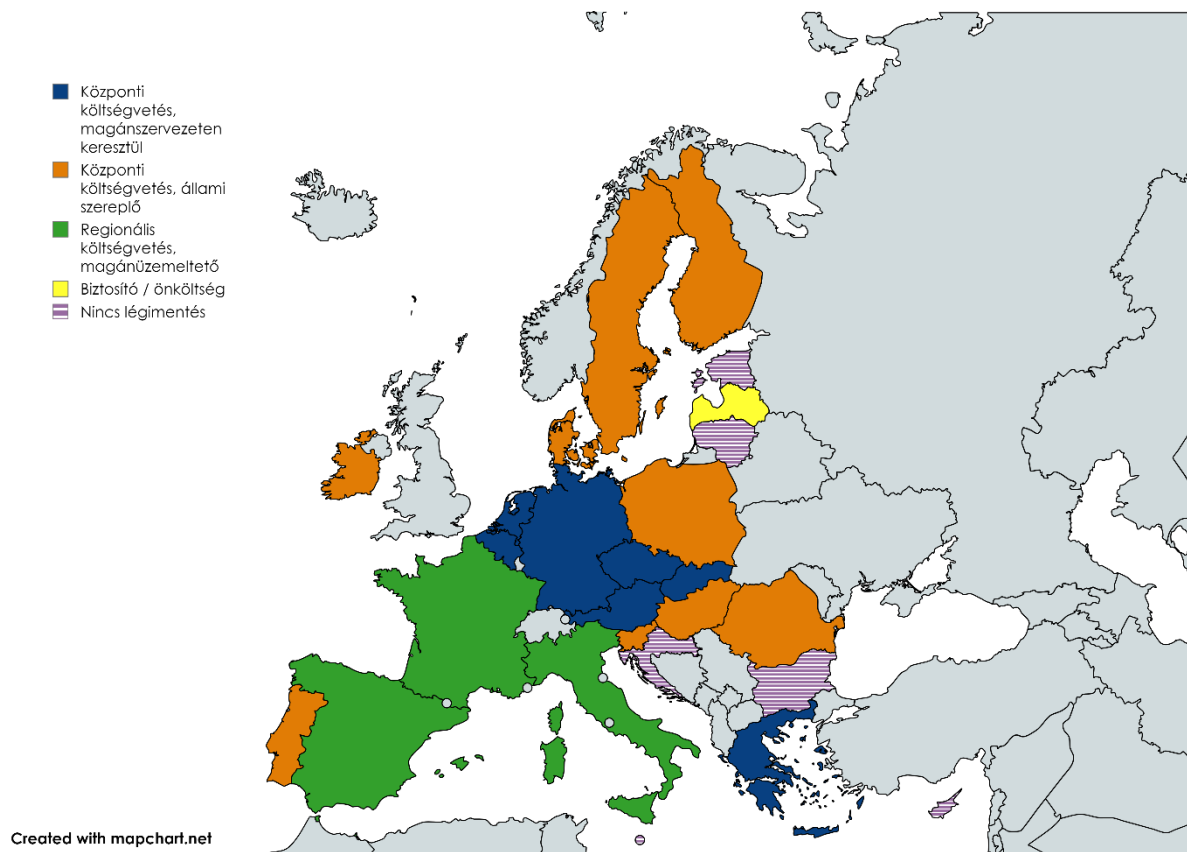 Központi
költségvetés,
magánszervezeten
keresztül
Központi
költségvetés, állami
szereplő
Regionális
költségvetés,
magánüzemeltető
Biztosító / önköltség
Nincs légimentés
Created with mapchart.net